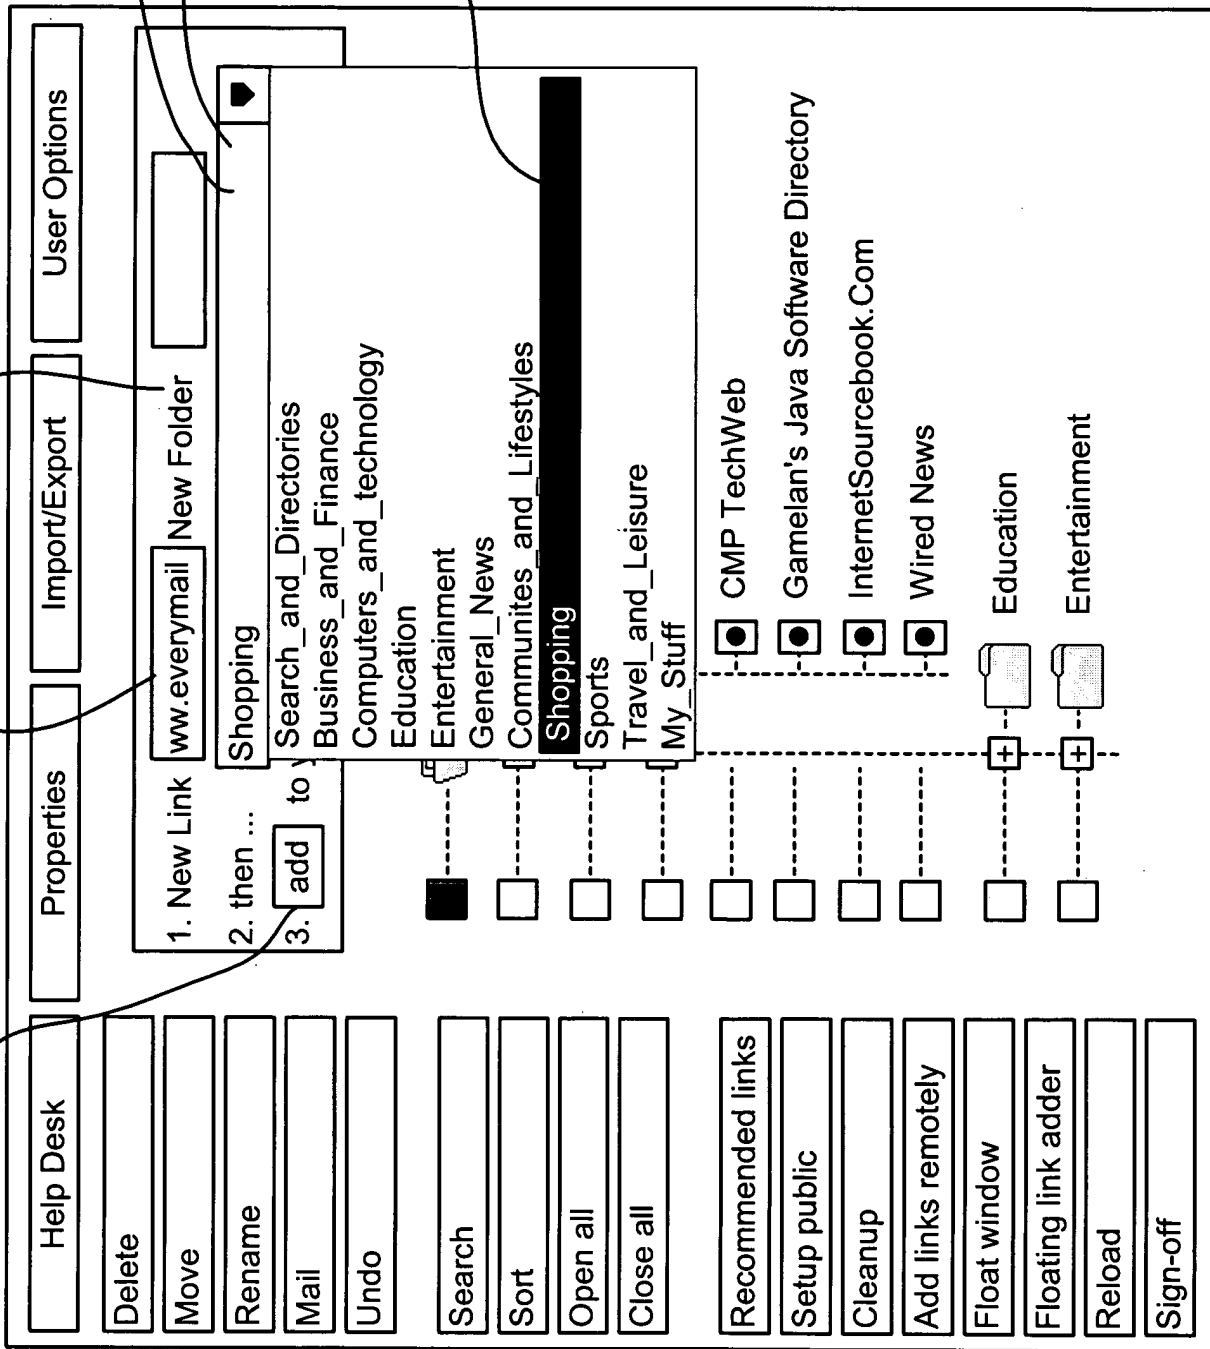 Help Desk
Properties
Import/Export
User Options
Delete
Move
Rename
Mail
Undo
Search
Sort
Open all
Close all
Recommended links
Setup public
Cleanup
Add links remotely
Float window
Floating link adder
Reload
Sign-off
1. New Link ww.everymail New Folder
2. then ... Shopping
3. add to
Search_and_Directories
Business_and_Finance
Computers_and_technology
Education
Entertainment
General_News
Communites_and_Lifestyles
Shopping
Sports
Travel_and_Leisure
My_Stuff
CMP TechWeb
Gamelan's Java Software Directory
InternetSourcebook.Com
Wired News
Education
Entertainment